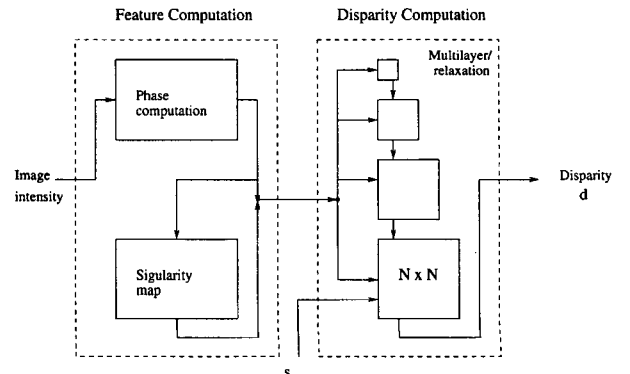 Feature Computation
Disparity Computation
Multilayer/
relaxation
Phase
computation
Image
intensity
Disparity
d
Sigularity
map
N x N
s